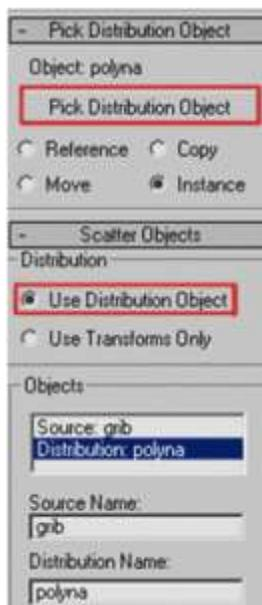 - Pick Distribution Object
Object: polyna
Pick Distribution Object
Reference Copy
Move Instance
- Scatter Objects
Distribution
Use Distribution Object
Use Transforms Only
Objects
Source: grib
Distribution: polyna
Source Name:
grib
Distribution Name:
polyna